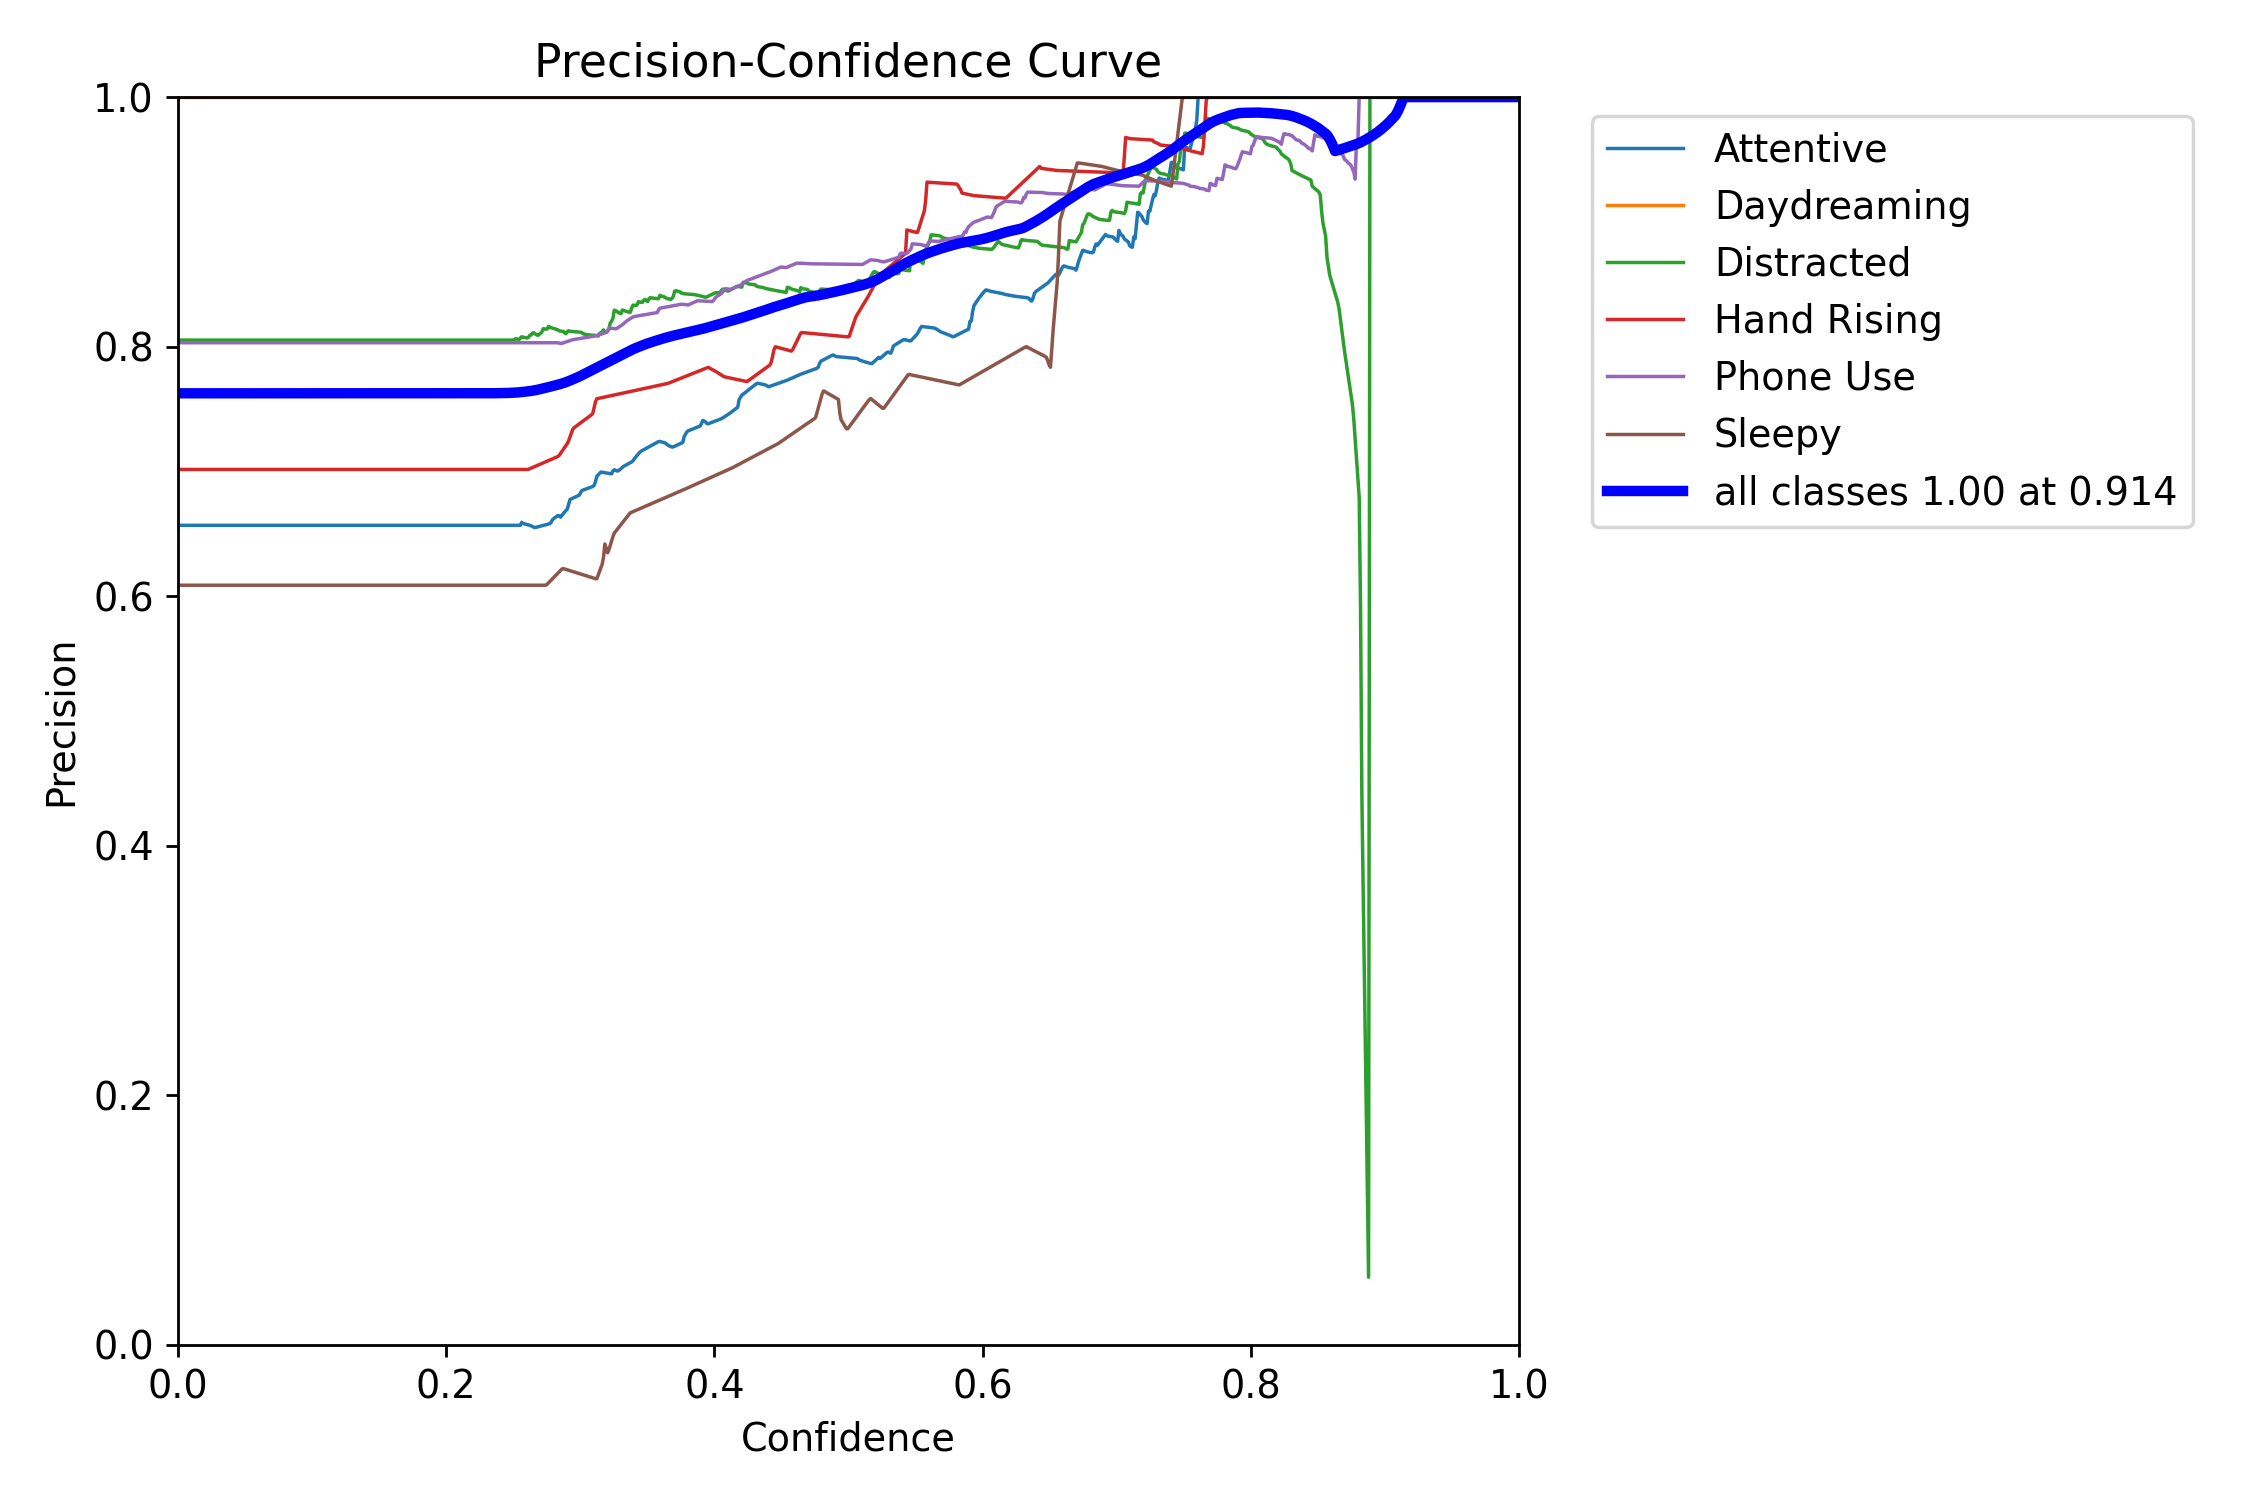 Precision-Confidence Curve
1.0
0.8
0.6
0.4
0.2
0.0
Precision
0.0 0.2 0.4 0.6 0.8 1.0
Confidence
Attentive
Daydreaming
Distracted
Hand Rising
Phone Use
Sleepy
all classes 1.00 at 0.914